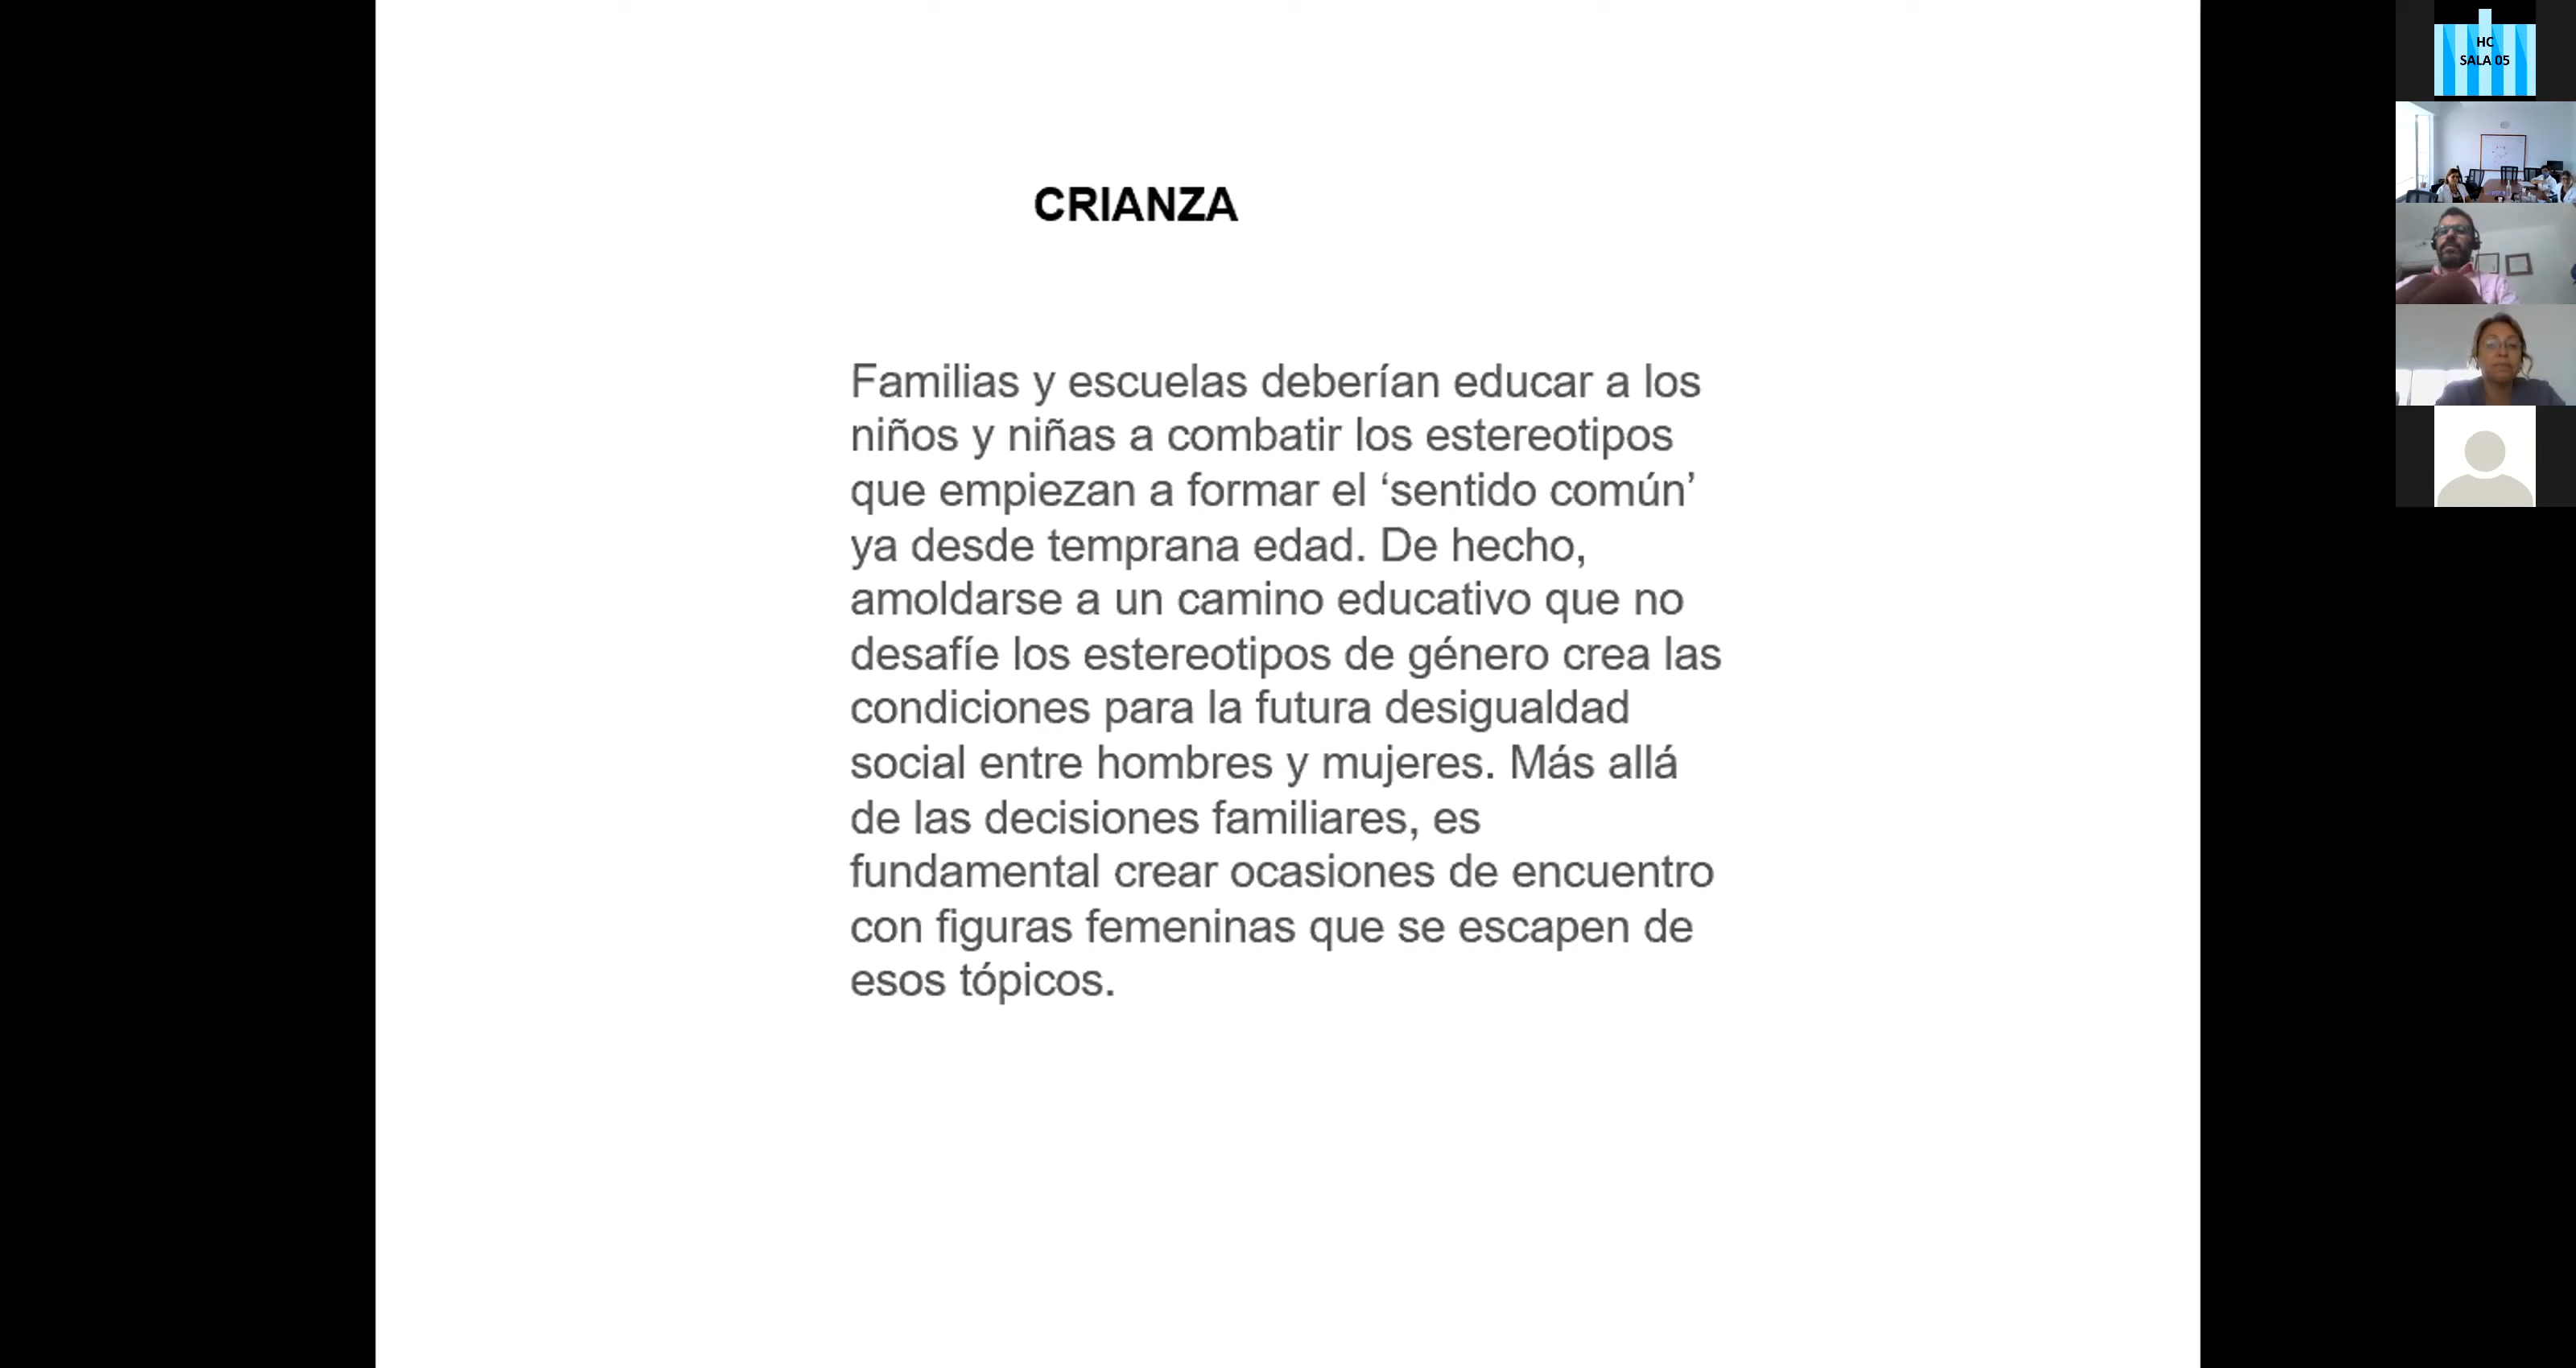 CRIANZA
Familias y escuelas deberían educar a los
niños y niñas a combatir los estereotipos
que empiezan a formar el ‘sentido común’
ya desde temprana edad. De hecho,
amoldarse a un camino educativo que no
desafíe los estereotipos de género crea las
condiciones para la futura desigualdad
social entre hombres y mujeres. Más allá
de las decisiones familiares, es
fundamental crear ocasiones de encuentro
con figuras femeninas que se escapen de
esos tópicos.
HC
SALA 05